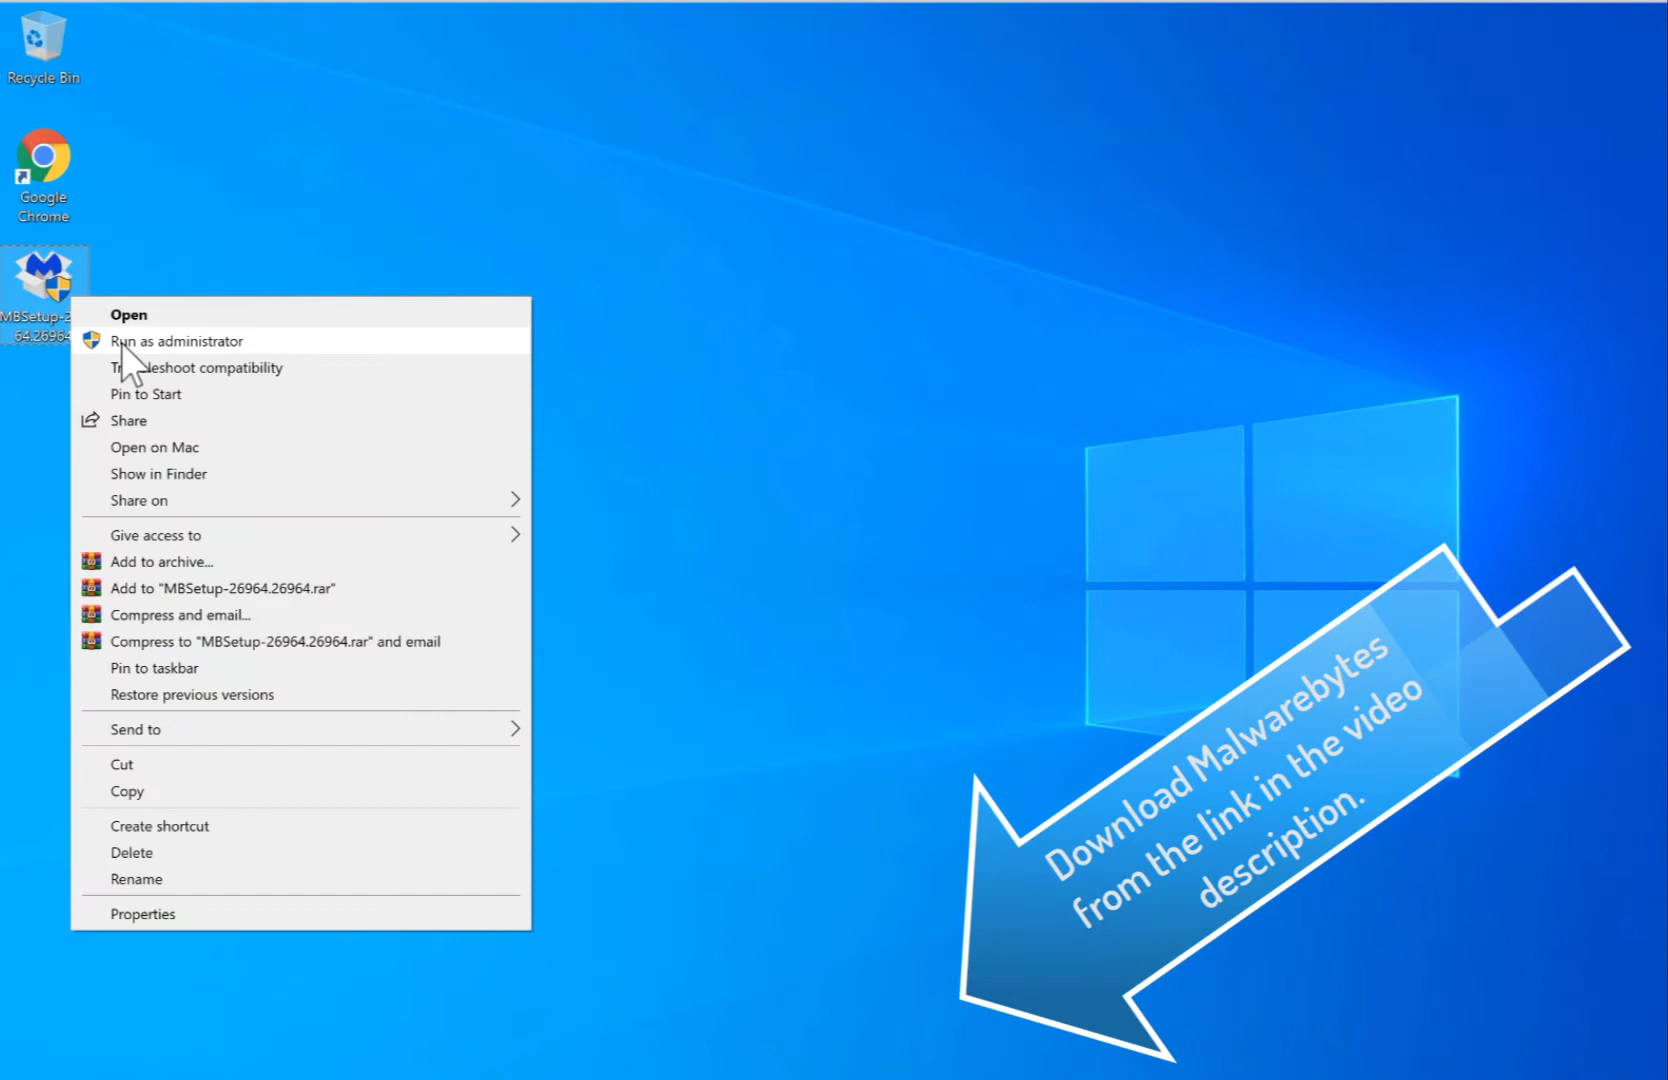 Recycle Bin
Google
Chrome
MBSetup-2
64.26964
Open
Run as administrator
compatibility
Pin to Start
Share
Open on Mac
Show in Finder
Share on
Give access to
Add to archive...
Add to "MBSetup-26964.26964.rar"
Compress and email...
Compress to "MBSetup-26964.26964.rar" and email
Pin to taskbar
Restore previous versions
Send to
Cut
Copy
Create shortcut
Delete
Rename
Properties
Download Malwarebytes
from the link in the video
description.